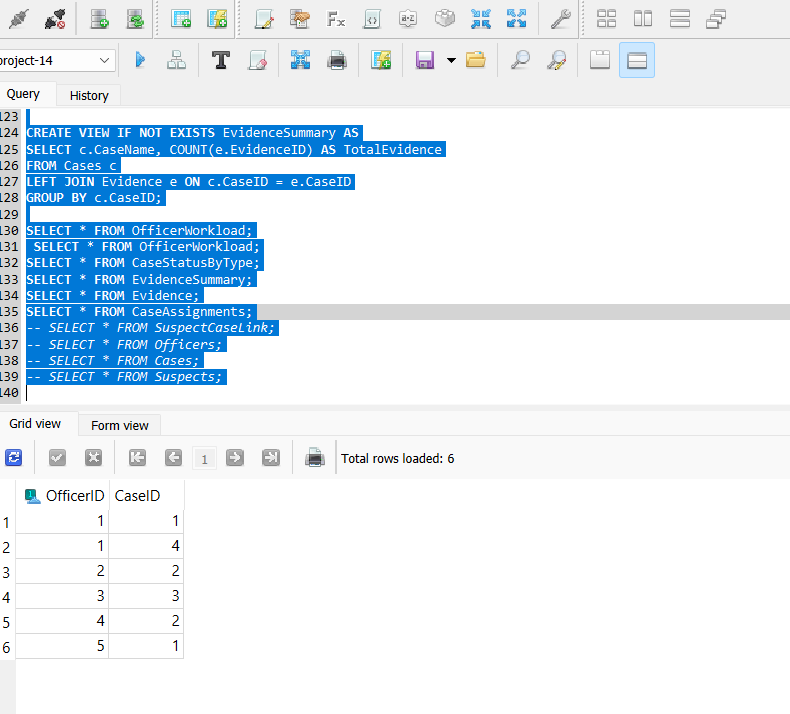 project-14
Query History
123
124 CREATE VIEW IF NOT EXISTS EvidenceSummary AS
125 SELECT c.CaseName, COUNT(e.EvidenceID) AS TotalEvidence
126 FROM Cases c
127 LEFT JOIN Evidence e ON c.CaseID = e.CaseID
128 GROUP BY c.CaseID;
129
130 SELECT * FROM OfficerWorkload;
131  SELECT * FROM OfficerWorkload;
132 SELECT * FROM CaseStatusByType;
133 SELECT * FROM EvidenceSummary;
134 SELECT * FROM Evidence;
135 SELECT * FROM CaseAssignments;
136 -- SELECT * FROM SuspectCaseLink;
137 -- SELECT * FROM Officers;
138 -- SELECT * FROM Cases;
139 -- SELECT * FROM Suspects;
140
Grid view Form view
1 Total rows loaded: 6
1 OfficerID CaseID
1 1 1
2 1 4
3 2 2
4 3 3
5 4 2
6 5 1